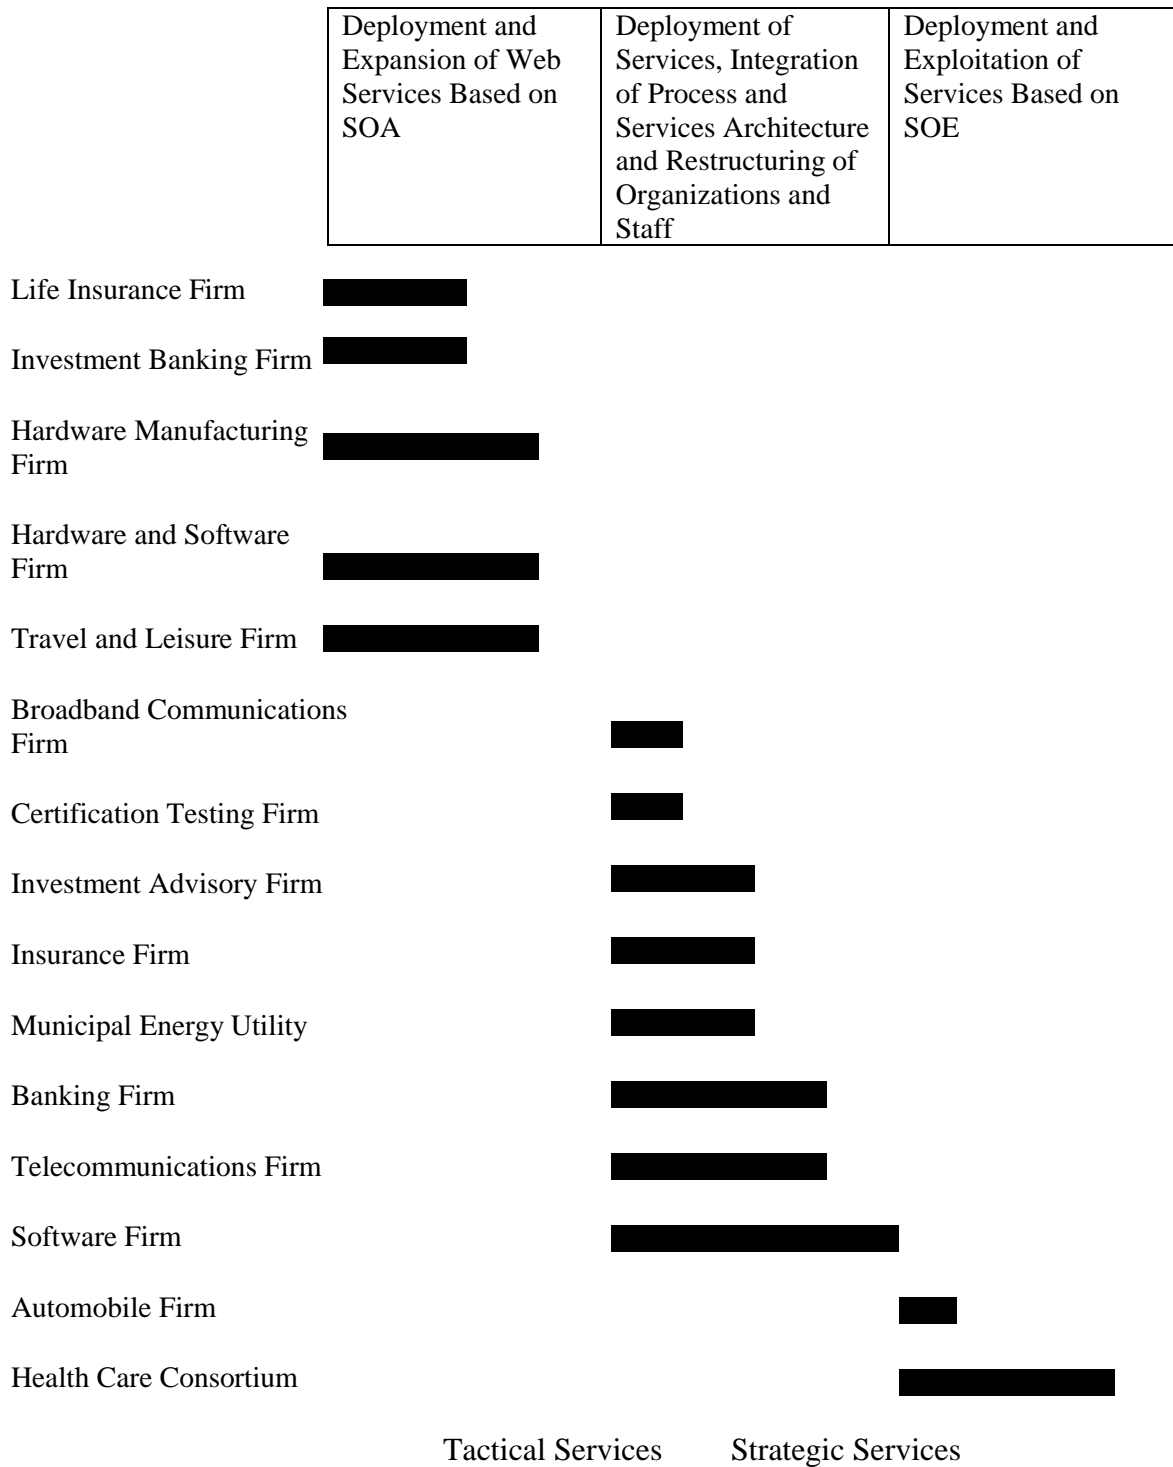 Deployment and
Expansion of Web
Services Based on
SOA
Deployment of
Services, Integration
of Process and
Services Architecture
and Restructuring of
Organizations and
Staff
Deployment and
Exploitation of
Services Based on
SOE
Life Insurance Firm
Investment Banking Firm
Hardware Manufacturing
Firm
Hardware and Software
Firm
Travel and Leisure Firm
Broadband Communications
Firm
Certification Testing Firm
Investment Advisory Firm
Insurance Firm
Municipal Energy Utility
Banking Firm
Telecommunications Firm
Software Firm
Automobile Firm
Health Care Consortium
Tactical Services Strategic Services